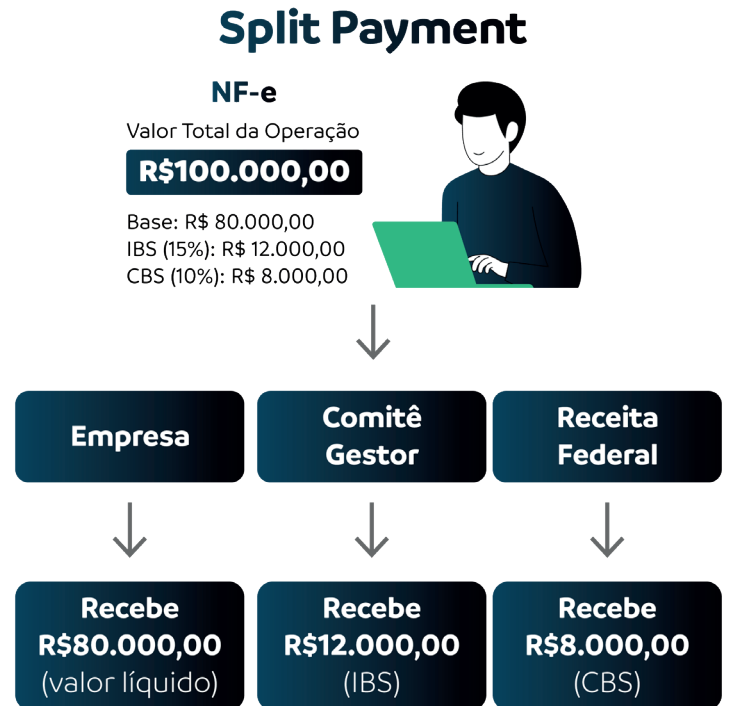 Split Payment
NF-e
Valor Total da Operação
R$100.000,00
Base: R$ 80.000,00
IBS (15%): R$ 12.000,00
CBS (10%): R$ 8.000,00
Empresa
Comitê
Gestor
Receita
Federal
Recebe
R$80.000,00
(valor líquido)
Recebe
R$12.000,00
(IBS)
Recebe
R$8.000,00
(CBS)